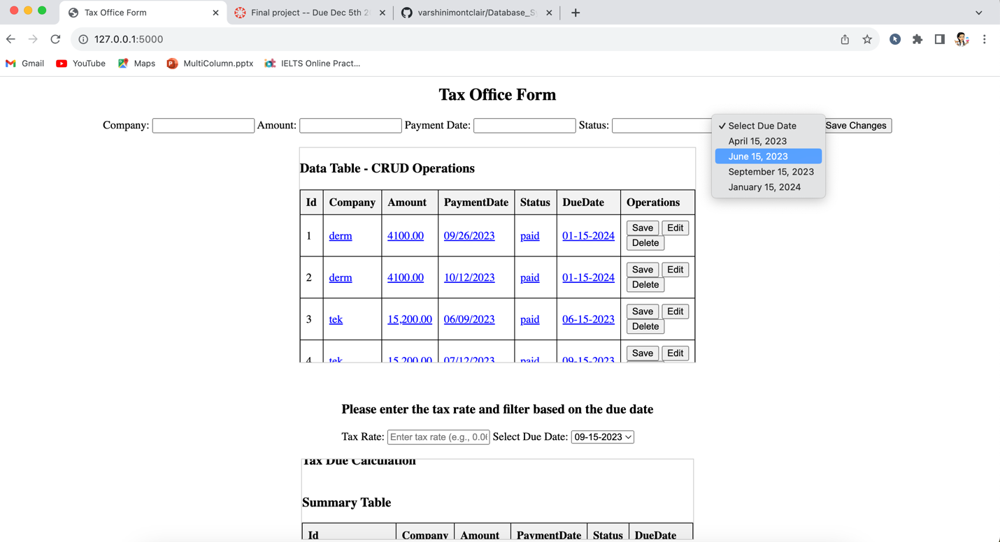 Tax Office Form
Final project -- Due Dec 5th 2
varshinimontclair/Database_S
127.0.0.1:5000
Gmail YouTube Maps MultiColumn.pptx IELTS Online Pract...
Tax Office Form
Company: Amount: Payment Date: Status: Select Due Date Save Changes
April 15, 2023
June 15, 2023
September 15, 2023
January 15, 2024
Data Table - CRUD Operations
Id Company Amount PaymentDate Status DueDate Operations
1 derm 4100.00 09/26/2023 paid 01-15-2024 Save Edit
Delete
2 derm 4100.00 10/12/2023 paid 01-15-2024 Save Edit
Delete
3 tek 15,200.00 06/09/2023 paid 06-15-2023 Save Edit
Delete
4 tek 15,200.00 07/12/2023 paid 09-15-2023 Save Edit
Please enter the tax rate and filter based on the due date
Tax Rate: Enter tax rate (e.g., 0.06 Select Due Date: 09-15-2023
Tax Due Calculation
Summary Table
Id Company Amount PaymentDate Status DueDate